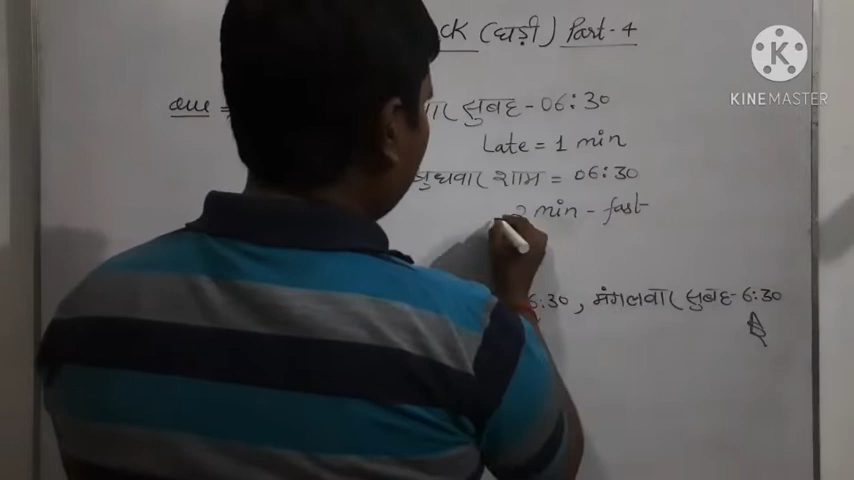 CK (घड़ी) Part-4
Que
सुबह - 06:30
Late = 1 min
बुधवार शाम = 06:30
2 min - fast
6:30, मंगलवार सुबह - 6:30
K
KINEMASTER